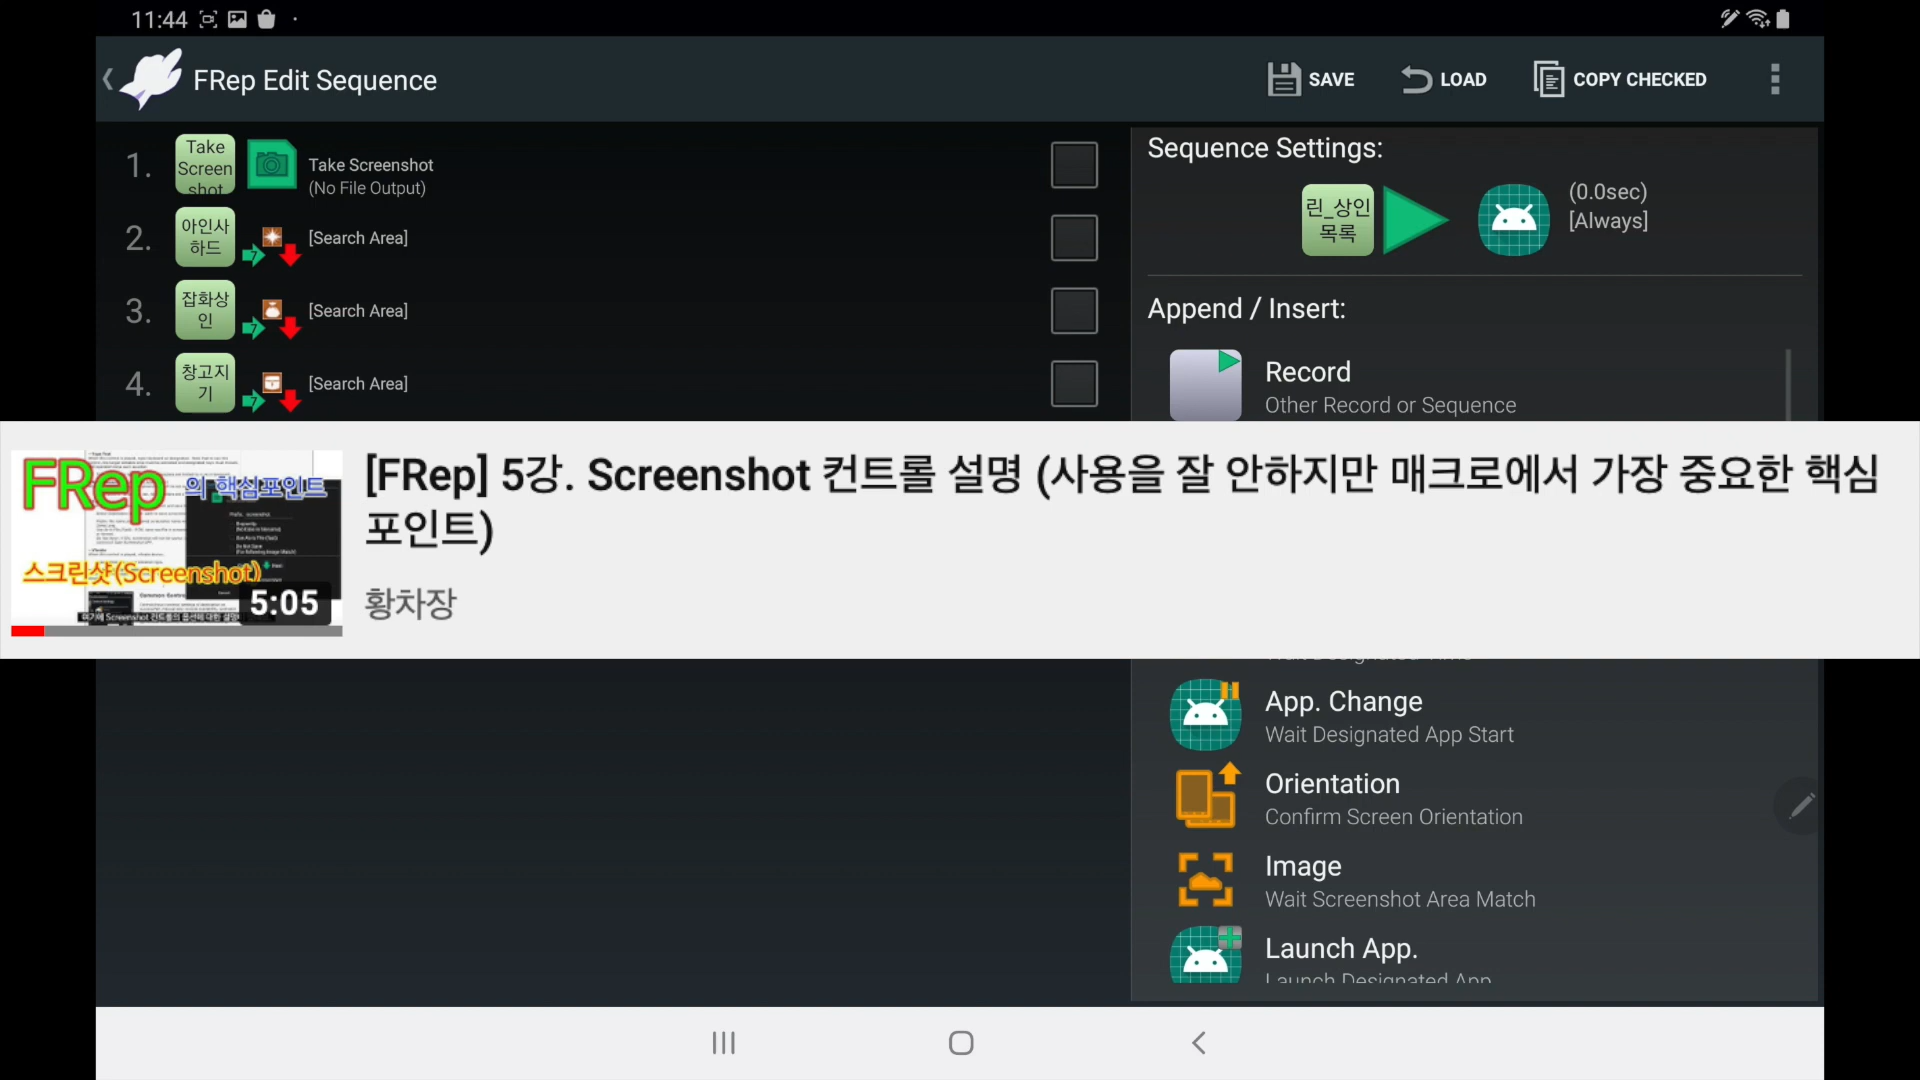 11:44
FRep Edit Sequence
SAVE
LOAD
COPY CHECKED
1.
Take
Screen
shot
Take Screenshot
(No File Output)
2.
아인사
하드
7
[Search Area]
3.
잡화상
인
7
[Search Area]
4.
창고지
기
7
[Search Area]
Sequence Settings:
린_상인
목록
(0.0sec)
[Always]
Append / Insert:
Record
Other Record or Sequence
FRep 의 핵심포인트
스크린샷(Screenshot)
5:05
[FRep] 5강. Screenshot 컨트롤 설명 (사용을 잘 안하지만 매크로에서 가장 중요한 핵심
포인트)
황차장
App. Change
Wait Designated App Start
Orientation
Confirm Screen Orientation
Image
Wait Screenshot Area Match
Launch App.
Launch Designated App